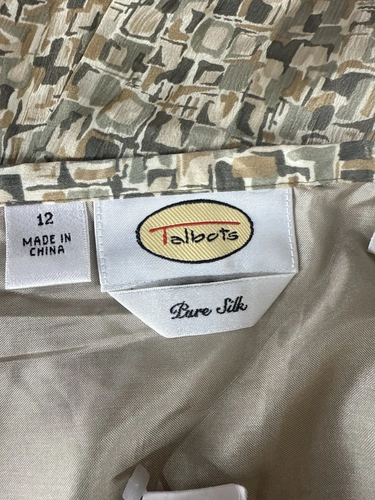 12
MADE IN
CHINA
Talbots
Pure Silk